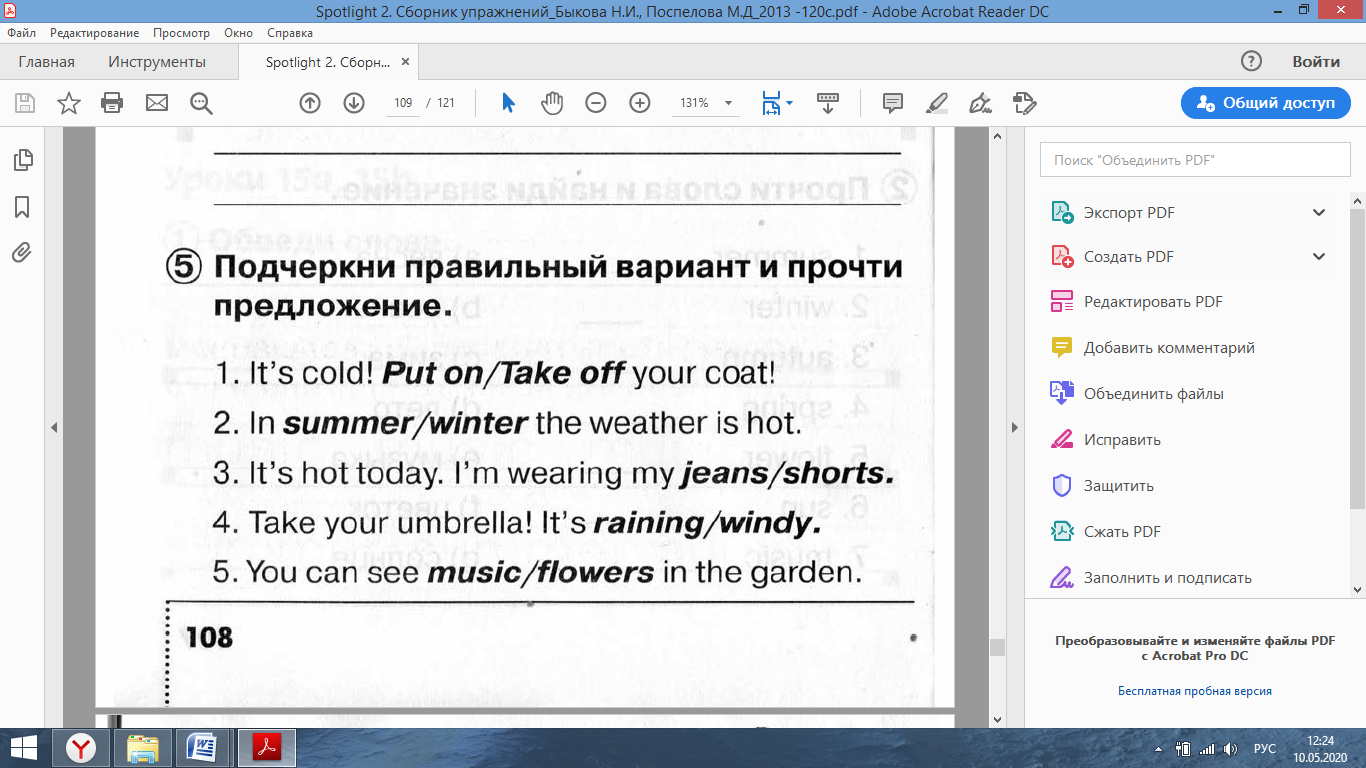 Spotlight 2. Сборник упражнений_Быкова Н.И., Поспелова М.Д_2013 -120с.pdf - Adobe Acrobat Reader DC
Файл Редактирование Просмотр Окно Справка
Главная Инструменты Spotlight 2. Сборн... × Войти
109 / 121 131% Общий доступ
② Прочти слова и найди значение.
⑤ Подчеркни правильный вариант и прочти
предложение.
1. It's cold! Put on/Take off your coat!
2. In summer/winter the weather is hot.
3. It's hot today. I'm wearing my jeans/shorts.
4. Take your umbrella! It's raining/windy.
5. You can see music/flowers in the garden.
108
Поиск "Объединить PDF"
Экспорт PDF
Создать PDF
Редактировать PDF
Добавить комментарий
Объединить файлы
Исправить
Защитить
Сжать PDF
Заполнить и подписать
Преобразовывайте и изменяйте файлы PDF
с Acrobat Pro DC
Бесплатная пробная версия
РУС
12:24
10.05.2020